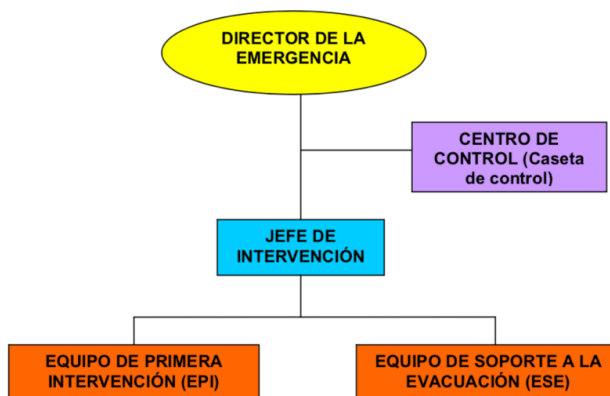 DIRECTOR DE LA
EMERGENCIA
CENTRO DE
CONTROL (Caseta
de control)
JEFE DE
INTERVENCIÓN
EQUIPO DE PRIMERA
INTERVENCIÓN (EPI)
EQUIPO DE SOPORTE A LA
EVACUACIÓN (ESE)